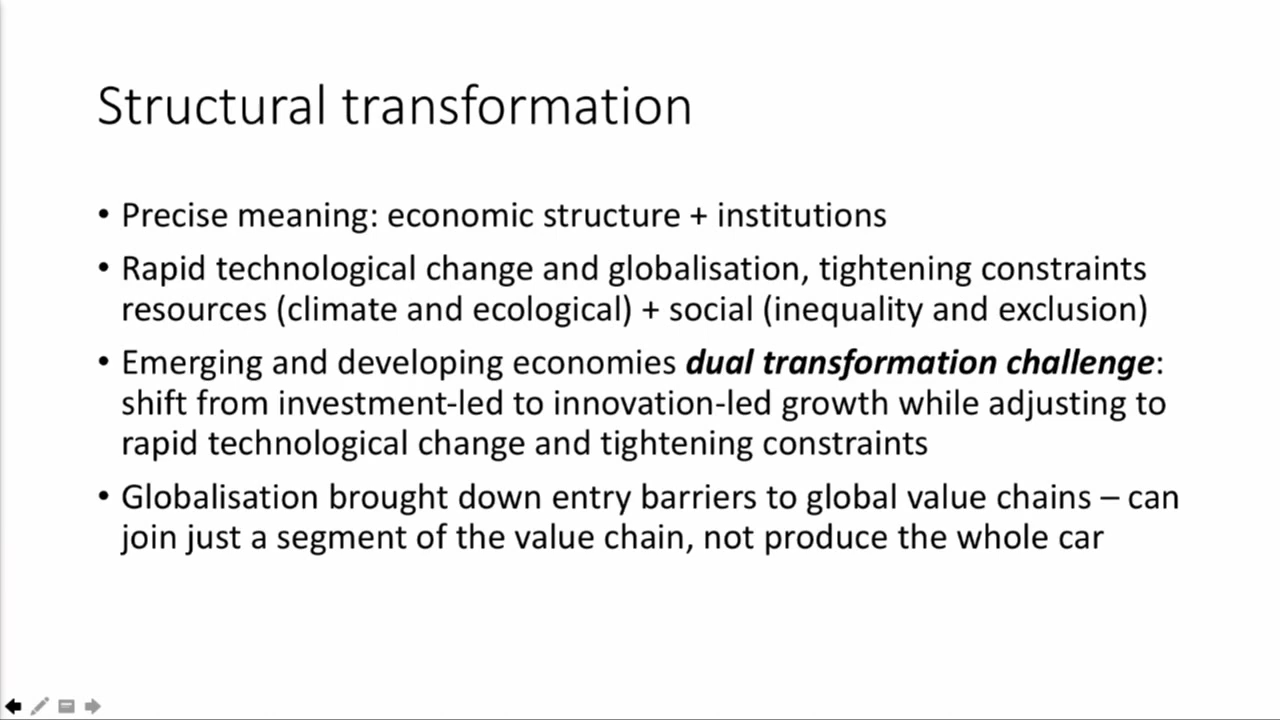 Structural transformation
• Precise meaning: economic structure + institutions
• Rapid technological change and globalisation, tightening constraints
resources (climate and ecological) + social (inequality and exclusion)
• Emerging and developing economies dual transformation challenge:
shift from investment-led to innovation-led growth while adjusting to
rapid technological change and tightening constraints
• Globalisation brought down entry barriers to global value chains – can
join just a segment of the value chain, not produce the whole car